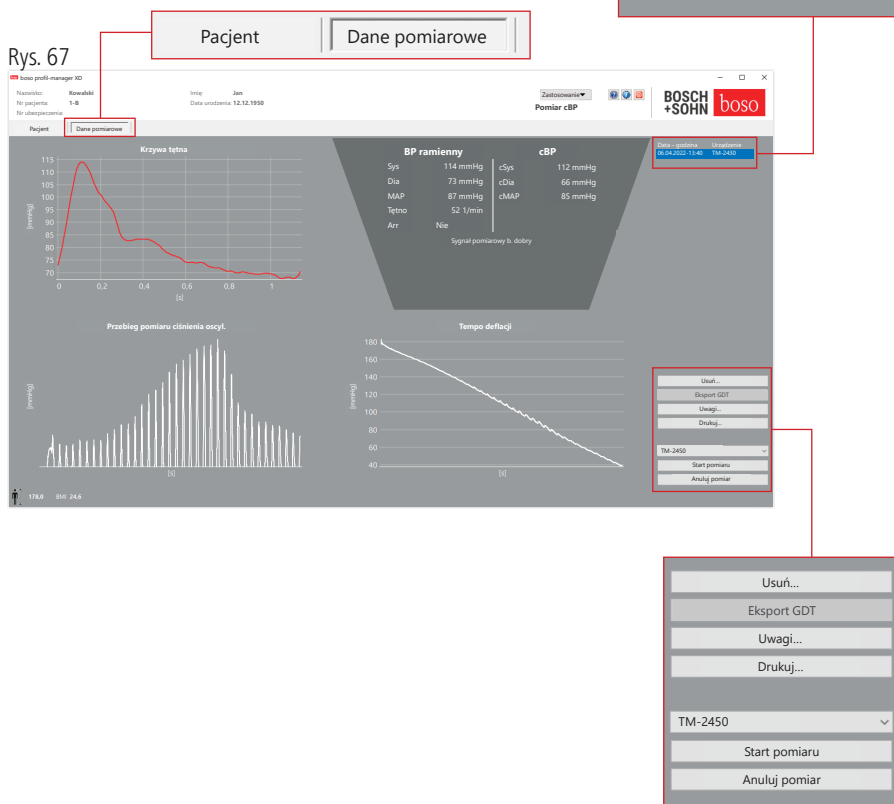 Pacjent Dane pomiarowe
Rys. 67
boso boso profil-manager XD
Nazwisko: Kowalski Imię Jan
Nr pacjenta: 1-8 Data urodzenia: 12.12.1950
Nr ubezpieczenia:
Zastosowanie
Pomiar cBP
BOSCH
+SOHN boso
Pacjent Dane pomiarowe
Krzywa tętna
[mmHg]
115
110
105
100
95
90
85
80
75
70
0 0,2 0,4 0,6 0,8 1
[s]
BP ramienny cBP
Sys 114 mmHg cSys 112 mmHg
Dia 73 mmHg cDia 66 mmHg
MAP 87 mmHg cMAP 85 mmHg
Tętno 52 1/min
Arr Nie
Sygnał pomiarowy b. dobry
Data – godzina Urządzenie
06.04.2022-13:40 TM-2430
Przebieg pomiaru ciśnienia oscyl.
[mmHg]
[s]
Tempo deflacji
[mmHg]
180
160
140
120
100
80
60
40
[s]
Usuń...
Eksport GDT
Uwagi...
Drukuj...
TM-2450
Start pomiaru
Anuluj pomiar
178.0 BMI 24,6
Usuń...
Eksport GDT
Uwagi...
Drukuj...
TM-2450
Start pomiaru
Anuluj pomiar